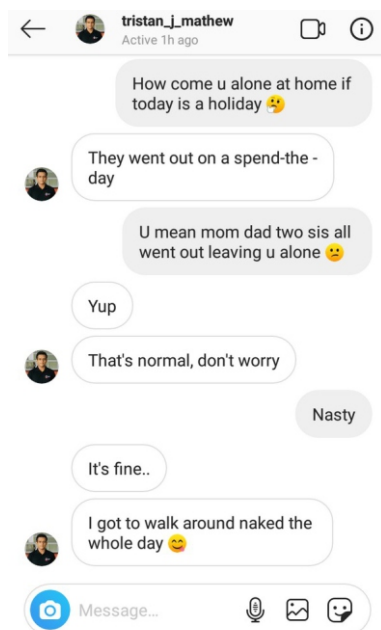 tristan_j_mathew
Active 1h ago
How come u alone at home if
today is a holiday 🤔
They went out on a spend-the -
day
U mean mom dad two sis all
went out leaving u alone 😕
Yup
That's normal, don't worry
Nasty
It's fine..
I got to walk around naked the
whole day 😋
Message...